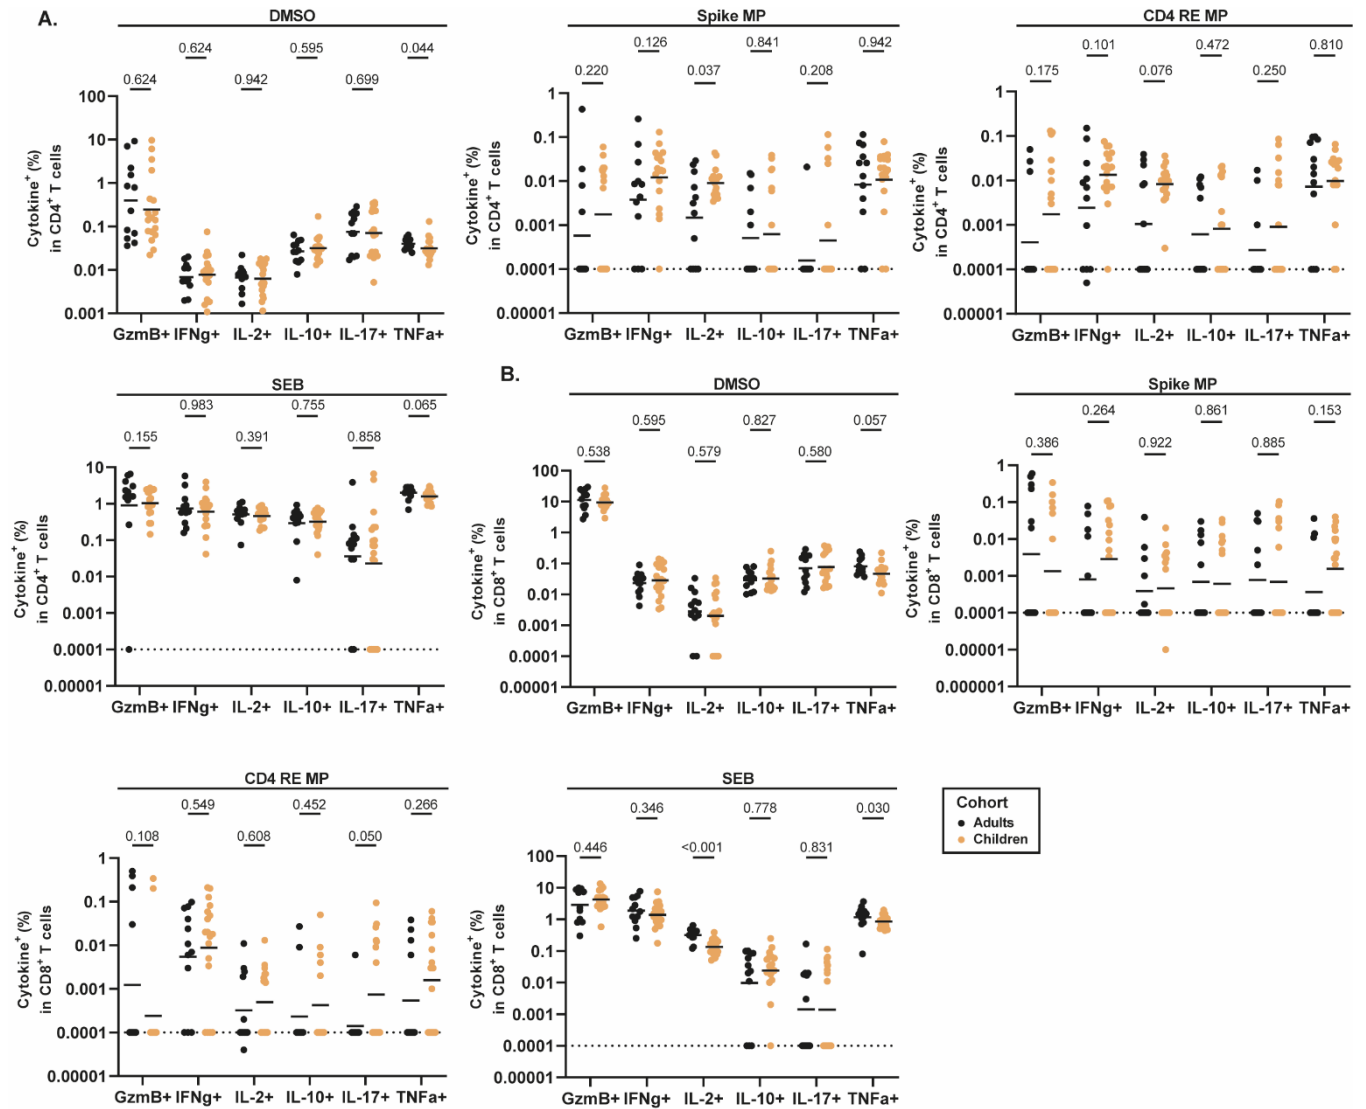 A.
DMSO
0.624 0.595 0.044
0.624 0.942 0.699
100
10
1
0.1
0.01
0.001
Cytokine+ (%)
in CD4+ T cells
GzmB+ IFNg+ IL-2+ IL-10+ IL-17+ TNFa+
Spike MP
0.126 0.841 0.942
0.220 0.037 0.208
1
0.1
0.01
0.001
0.0001
0.00001
Cytokine+ (%)
in CD4+ T cells
GzmB+ IFNg+ IL-2+ IL-10+ IL-17+ TNFa+
CD4 RE MP
0.101 0.472 0.810
0.175 0.076 0.250
1
0.1
0.01
0.001
0.0001
0.00001
Cytokine+ (%)
in CD4+ T cells
GzmB+ IFNg+ IL-2+ IL-10+ IL-17+ TNFa+
SEB
0.983 0.755 0.065
0.155 0.391 0.858
10
1
0.1
0.01
0.001
0.0001
0.00001
Cytokine+ (%)
in CD4+ T cells
GzmB+ IFNg+ IL-2+ IL-10+ IL-17+ TNFa+
B.
DMSO
0.595 0.827 0.057
0.538 0.579 0.580
100
10
1
0.1
0.01
0.001
0.0001
0.00001
Cytokine+ (%)
in CD8+ T cells
GzmB+ IFNg+ IL-2+ IL-10+ IL-17+ TNFa+
Spike MP
0.264 0.861 0.153
0.386 0.922 0.885
1
0.1
0.01
0.001
0.0001
0.00001
0.000001
Cytokine+ (%)
in CD8+ T cells
GzmB+ IFNg+ IL-2+ IL-10+ IL-17+ TNFa+
CD4 RE MP
0.549 0.452 0.266
0.108 0.608 0.050
1
0.1
0.01
0.001
0.0001
0.00001
Cytokine+ (%)
in CD8+ T cells
GzmB+ IFNg+ IL-2+ IL-10+ IL-17+ TNFa+
SEB
0.346 0.778 0.030
0.446 <0.001 0.831
100
10
1
0.1
0.01
0.001
0.0001
0.00001
Cytokine+ (%)
in CD8+ T cells
GzmB+ IFNg+ IL-2+ IL-10+ IL-17+ TNFa+
Cohort
Adults
Children